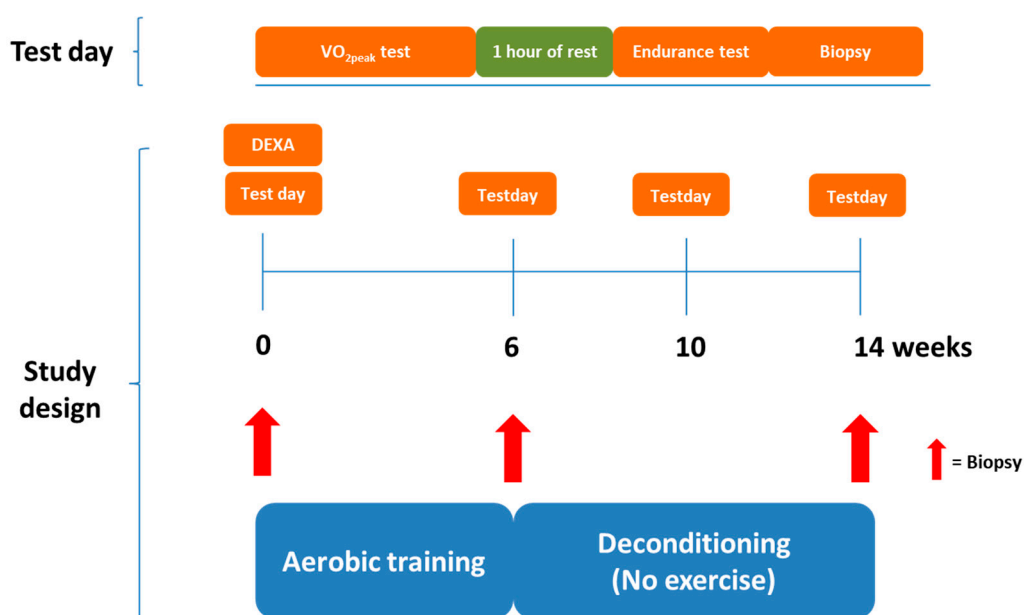 Test day
VO2peak test
1 hour of rest
Endurance test
Biopsy
DEXA
Test day
Testday
Testday
Testday
0
6
10
14 weeks
Study
design
= Biopsy
Aerobic training
Deconditioning
(No exercise)